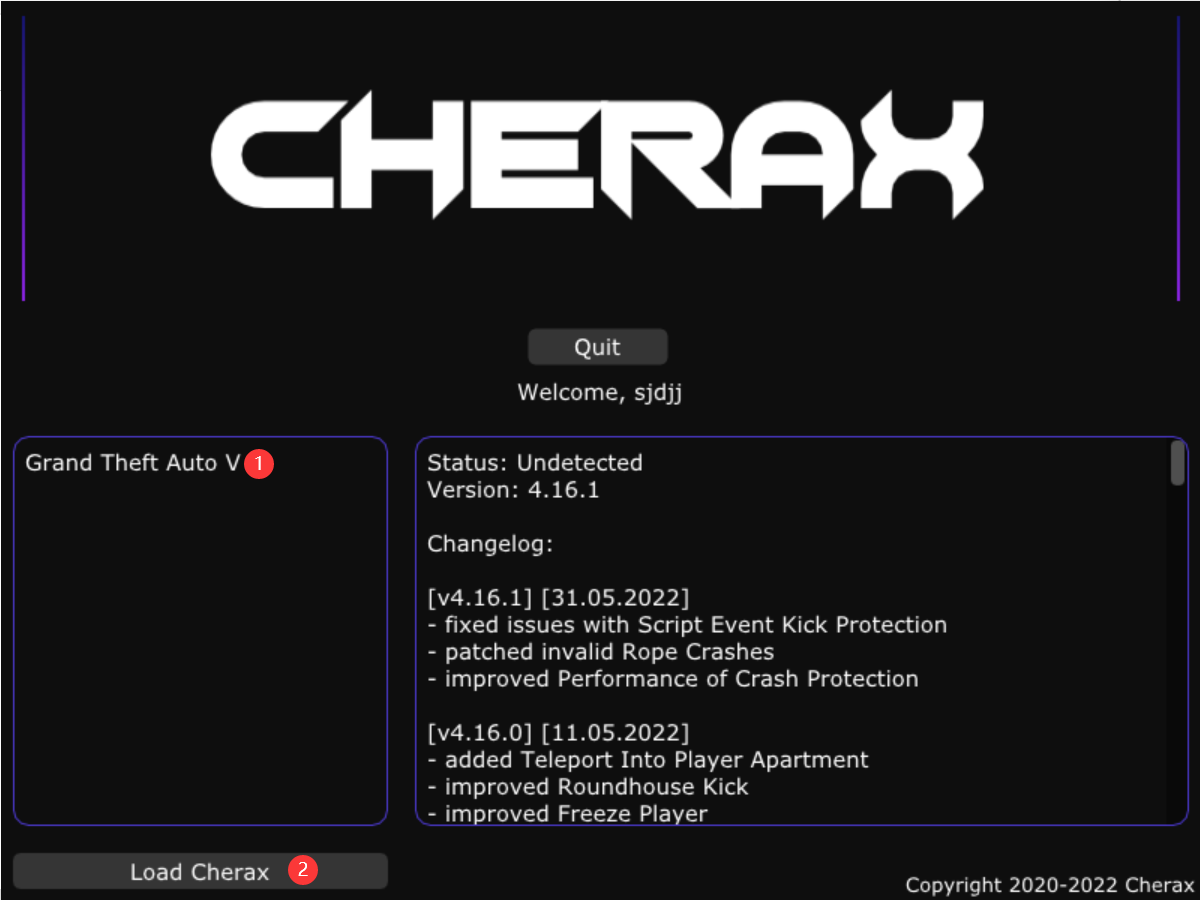 CHERAX
Quit
Welcome, sjdjj
Grand Theft Auto V 1
Status: Undetected
Version: 4.16.1
Changelog:
[v4.16.1] [31.05.2022]
- fixed issues with Script Event Kick Protection
- patched invalid Rope Crashes
- improved Performance of Crash Protection
[v4.16.0] [11.05.2022]
- added Teleport Into Player Apartment
- improved Roundhouse Kick
- improved Freeze Player
Load Cherax 2
Copyright 2020-2022 Cherax